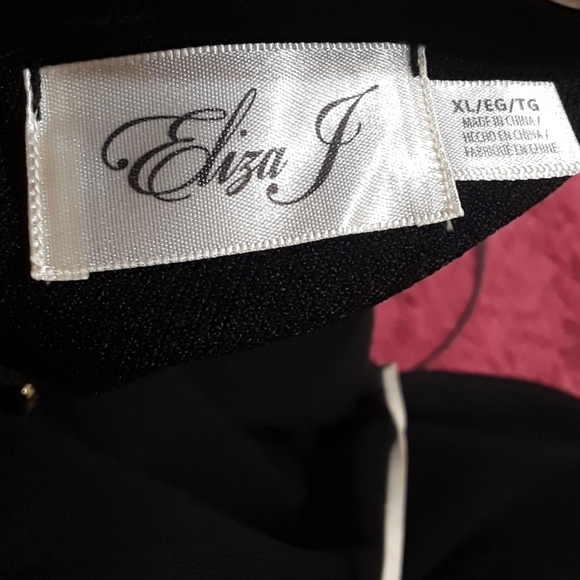 Eliza J
XL/EG/TG
MADE IN CHINA/
HECHO EN CHINA/
FABRIQUÉ EN CHINE